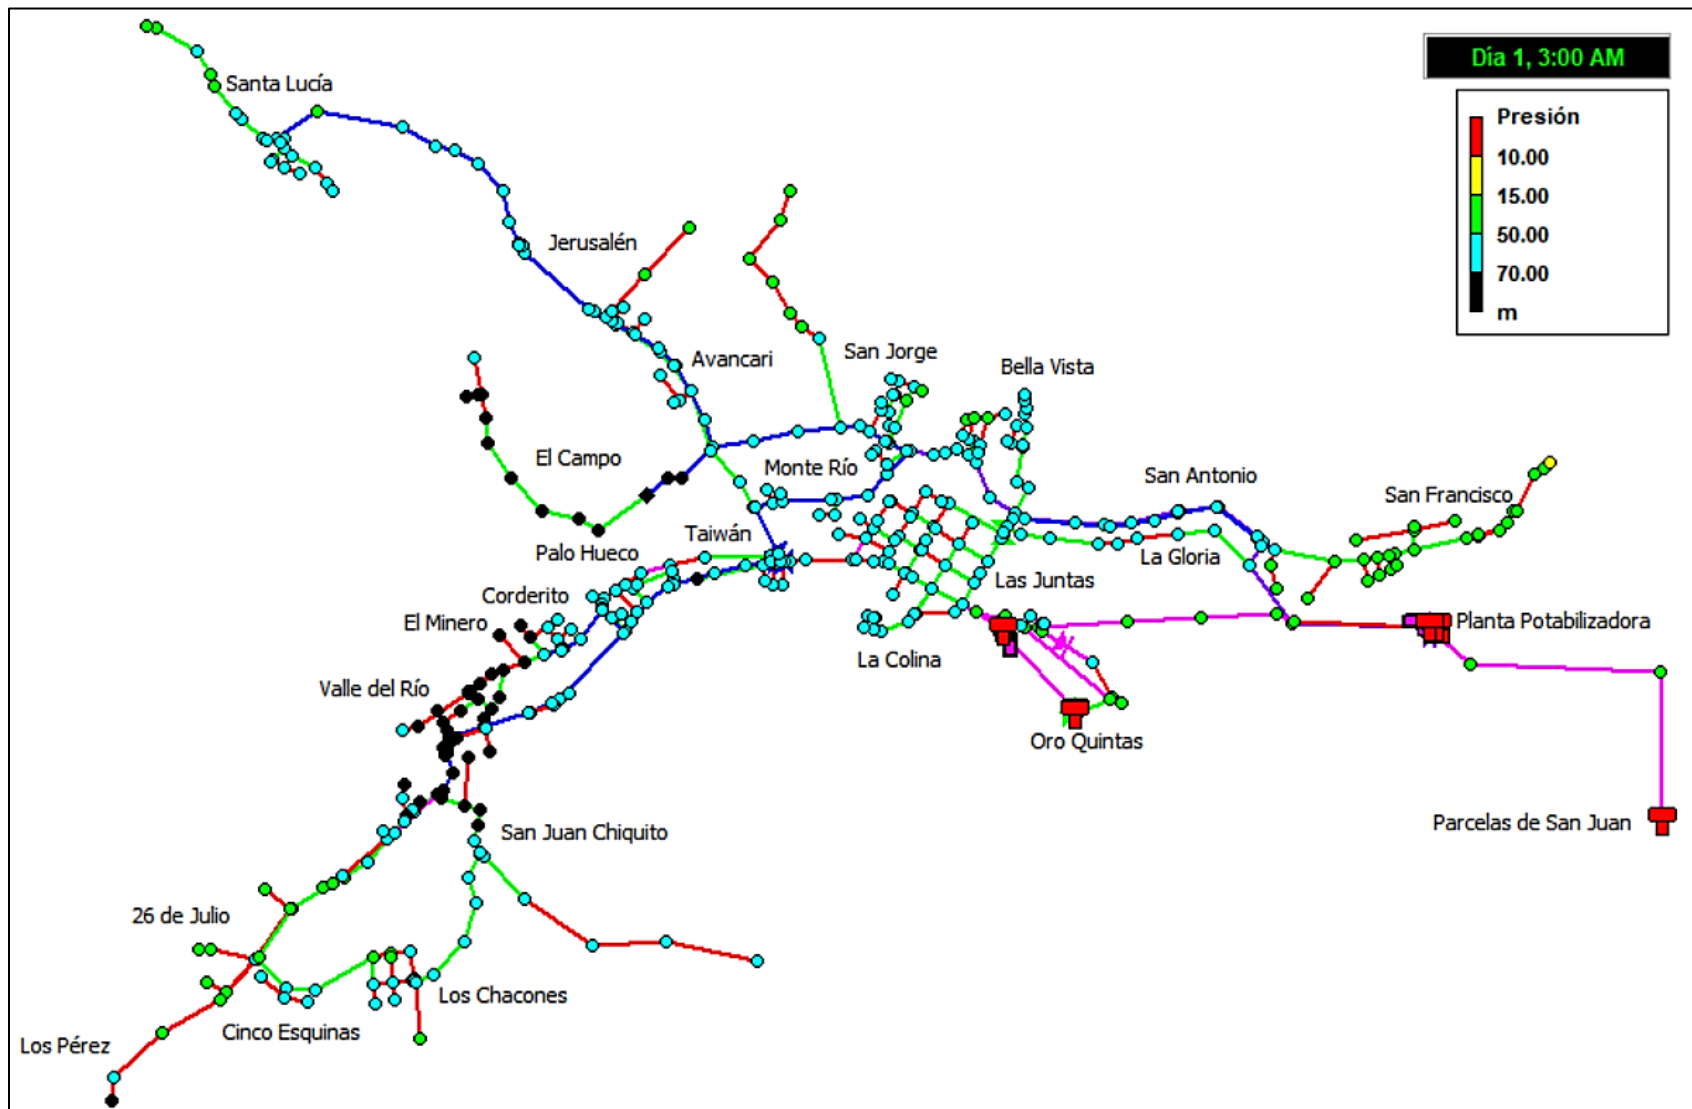 Día 1, 3:00 AM
Presión
10.00
15.00
50.00
70.00
m
Santa Lucía
Jerusalén
Avancari
San Jorge
Bella Vista
El Campo
Monte Río
San Antonio
San Francisco
Palo Hueco
Taiwán
La Gloria
Las Juntas
Corderito
El Minero
Planta Potabilizadora
La Colina
Valle del Río
Oro Quintas
San Juan Chiquito
Parcelas de San Juan
26 de Julio
Los Chacones
Cinco Esquinas
Los Pérez